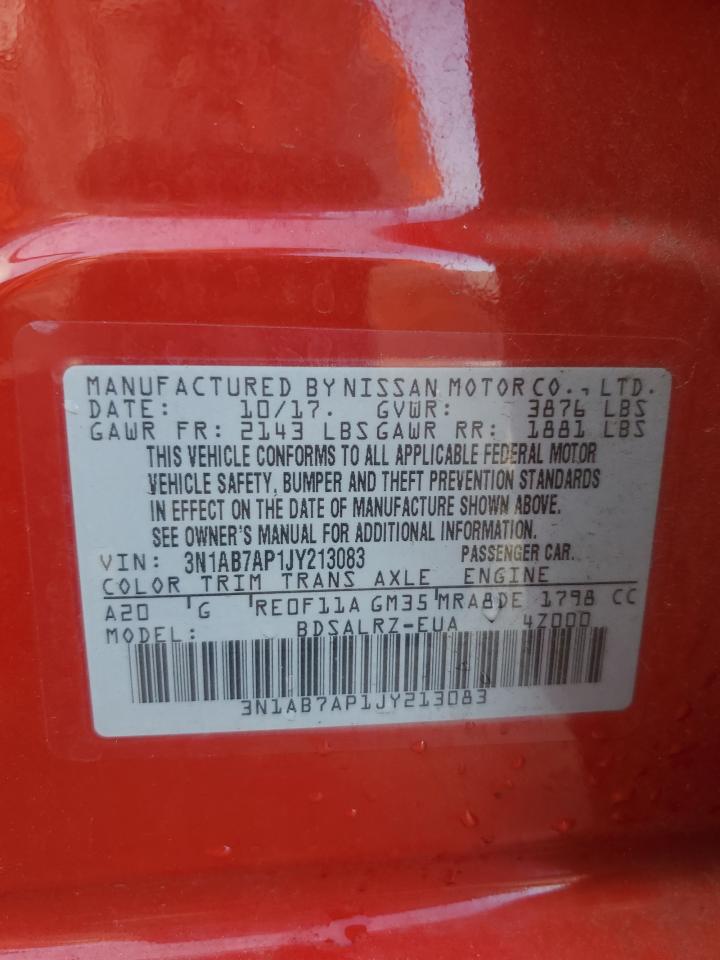 MANUFACTURED BY NISSAN MOTOR CO., LTD.
DATE: 10/17. GVWR: 3876 LBS
GAWR FR: 2143 LBS GAWR RR: 1881 LBS
THIS VEHICLE CONFORMS TO ALL APPLICABLE FEDERAL MOTOR
VEHICLE SAFETY, BUMPER AND THEFT PREVENTION STANDARDS
IN EFFECT ON THE DATE OF MANUFACTURE SHOWN ABOVE.
SEE OWNER'S MANUAL FOR ADDITIONAL INFORMATION.
VIN: 3N1AB7AP1JY213083 PASSENGER CAR.
COLOR TRIM TRANS AXLE ENGINE
A20 G RE0F11A GM35 MRA8DE 1798 CC
MODEL: BDSALRZ-EUA 4Z000
3N1AB7AP1JY213083